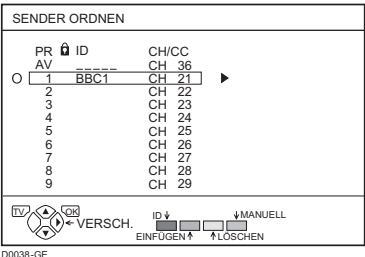 SENDER ORDNEN
PR ID CH/CC
AV _____ CH 36
O 1 BBC1 CH 21
2 CH 22
3 CH 23
4 CH 24
5 CH 25
6 CH 26
7 CH 27
8 CH 28
9 CH 29
TV OK VERSCH.
ID MANUELL
EINFÜGEN LÖSCHEN
D0038-GE